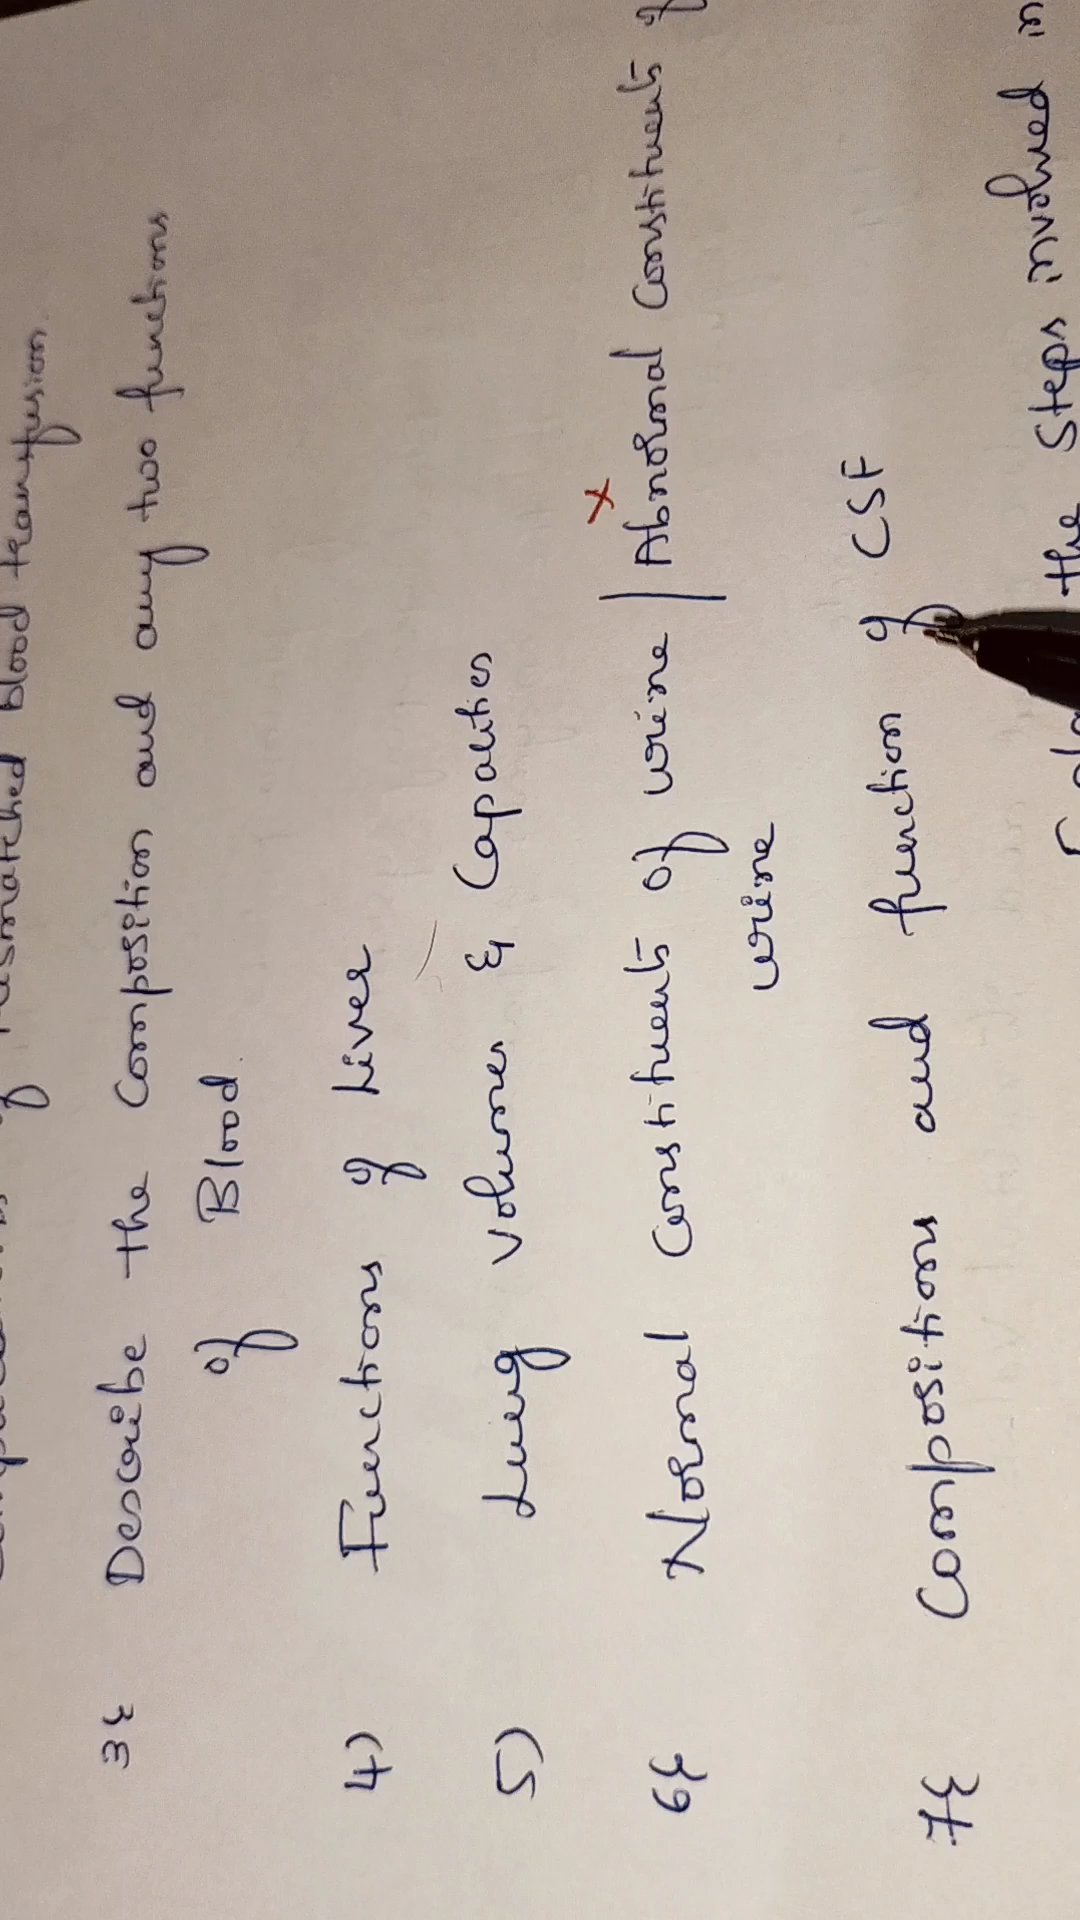 mismatched blood transfusion.
3} Describe the composition and any two functions
of Blood.
4) Functions of Liver
5) Lung volumes & Capalities
6} Normal constituents of urine / Abnormal constituents of
urine
7} Compositions and function of CSF
the steps involved in